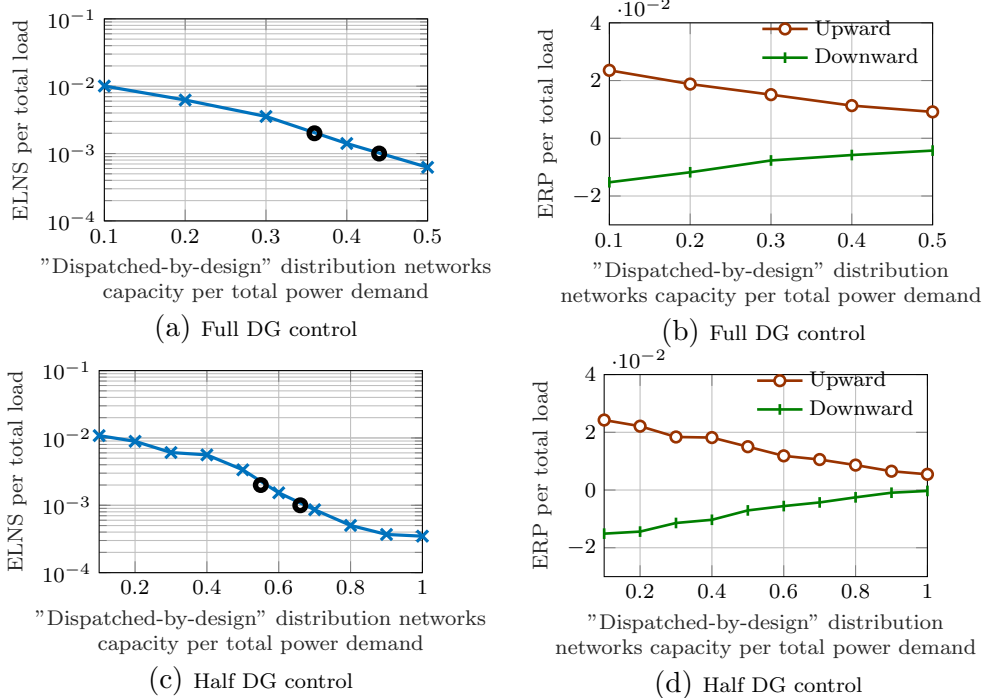 10⁻¹
10⁻²
10⁻³
10⁻⁴
ELNS per total load
0.1 0.2 0.3 0.4 0.5
"Dispatched-by-design" distribution networks
capacity per total power demand
(a) Full DG control
·10⁻²
4
2
0
−2
ERP per total load
Upward
Downward
0.1 0.2 0.3 0.4 0.5
"Dispatched-by-design" distribution
networks capacity per total power demand
(b) Full DG control
10⁻¹
10⁻²
10⁻³
10⁻⁴
ELNS per total load
0.2 0.4 0.6 0.8 1
"Dispatched-by-design" distribution networks
capacity per total power demand
(c) Half DG control
·10⁻²
4
2
0
−2
ERP per total load
Upward
Downward
0.2 0.4 0.6 0.8 1
"Dispatched-by-design" distribution
networks capacity per total power demand
(d) Half DG control